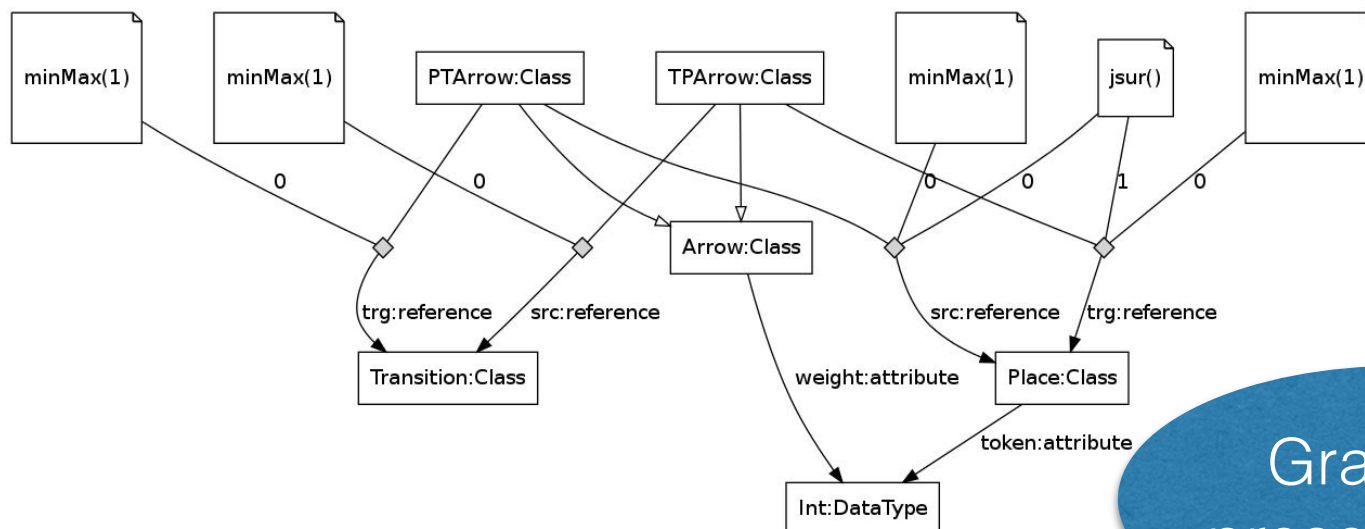 minMax(1)
minMax(1)
PTArrow:Class
TPArrow:Class
minMax(1)
jsur()
minMax(1)
0
0
0
0
1
0
Arrow:Class
trg:reference
src:reference
src:reference
trg:reference
Transition:Class
weight:attribute
Place:Class
token:attribute
Int:DataType
Gra